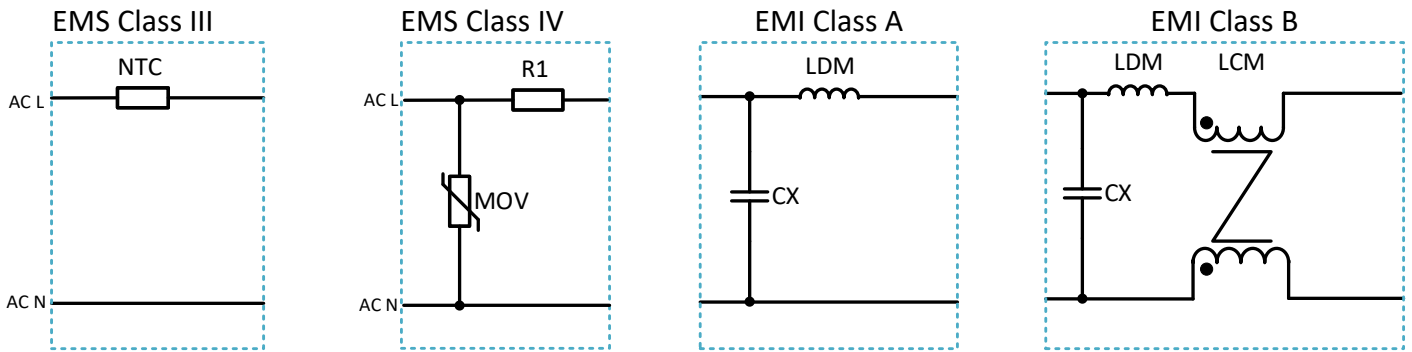 EMS Class III
EMS Class IV
EMI Class A
EMI Class B
NTC
R1
LDM
LDM
LCM
AC L
AC L
MOV
CX
CX
AC N
AC N